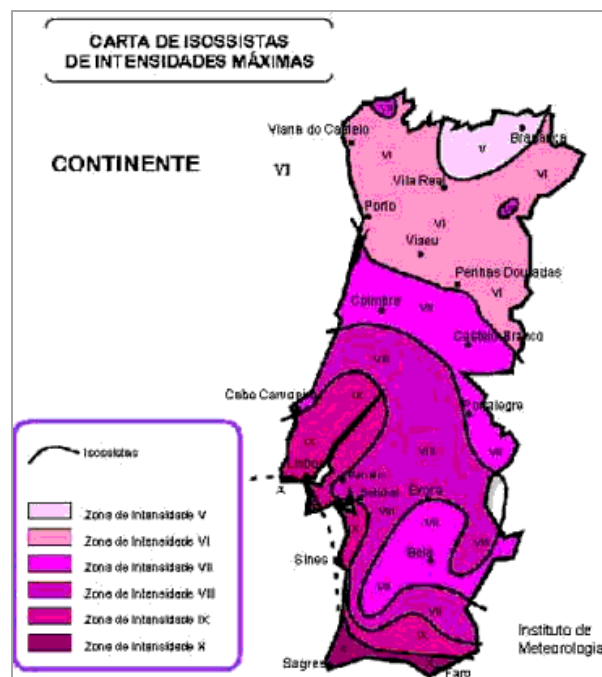 CARTA DE ISOSSISTAS
DE INTENSIDADES MÁXIMAS
CONTINENTE
VI
Viana do Castelo
VI
V
Bragança
VI
Vila Real
Porto
VI
Viseu
Penhas Douradas
VI
Coimbra
VII
Castelo Branco
VIII
Cabo Carvoeiro
IX
Portalegre
IX
VIII
VII
Lisboa
X
Setúbal
Évora
VIII
VII
IX
Sines
Beja
VIII
VII
VIII
IX
X
X
Sagres
Faro
Isossistas
Zona de Intensidade V
Zona de Intensidade VI
Zona de Intensidade VII
Zona de Intensidade VIII
Zona de Intensidade IX
Zona de Intensidade X
Instituto de
Meteorologia